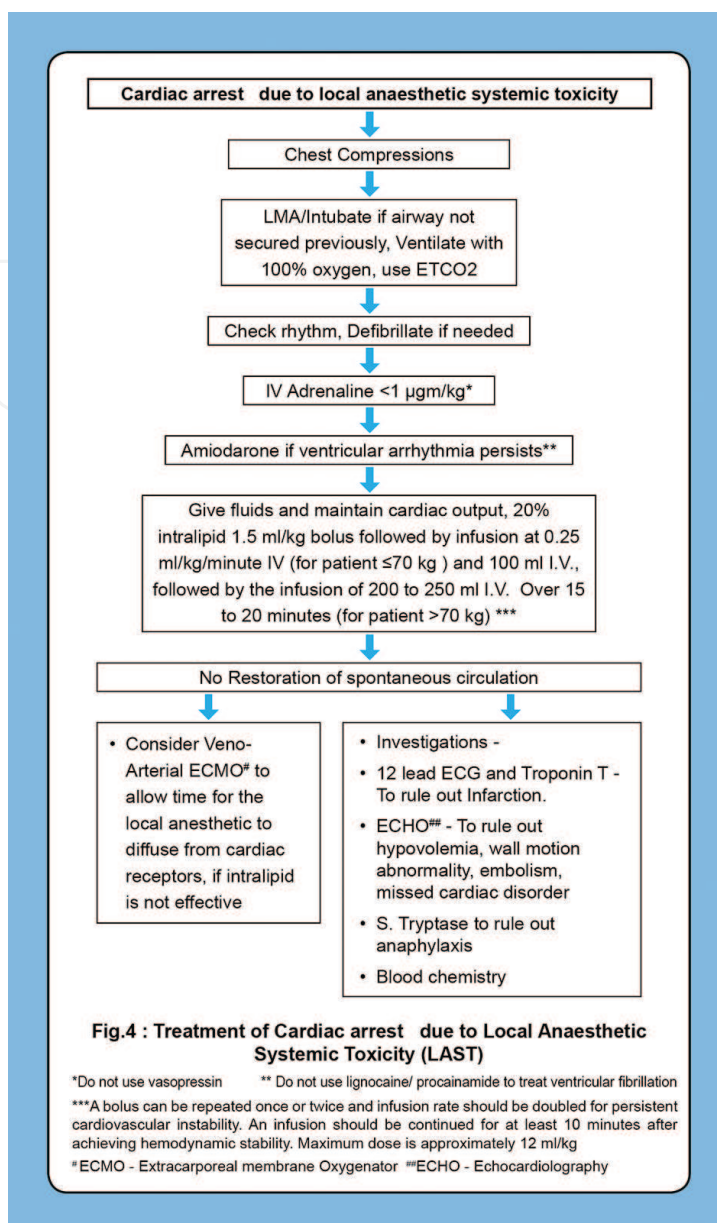 Cardiac arrest due to local anaesthetic systemic toxicity
Chest Compressions
LMA/Intubate if airway not
secured previously, Ventilate with
100% oxygen, use ETCO2
Check rhythm, Defibrillate if needed
IV Adrenaline <1 µgm/kg*
Amiodarone if ventricular arrhythmia persists**
Give fluids and maintain cardiac output, 20%
intralipid 1.5 ml/kg bolus followed by infusion at 0.25
ml/kg/minute IV (for patient ≤70 kg ) and 100 ml I.V.,
followed by the infusion of 200 to 250 ml I.V. Over 15
to 20 minutes (for patient >70 kg) ***
No Restoration of spontaneous circulation
• Consider Veno-
Arterial ECMO# to
allow time for the
local anesthetic to
diffuse from cardiac
receptors, if intralipid
is not effective
• Investigations -
• 12 lead ECG and Troponin T -
To rule out Infarction.
• ECHO## - To rule out
hypovolemia, wall motion
abnormality, embolism,
missed cardiac disorder
• S. Tryptase to rule out
anaphylaxis
• Blood chemistry
Fig.4 : Treatment of Cardiac arrest due to Local Anaesthetic
Systemic Toxicity (LAST)
*Do not use vasopressin ** Do not use lignocaine/ procainamide to treat ventricular fibrillation
***A bolus can be repeated once or twice and infusion rate should be doubled for persistent
cardiovascular instability. An infusion should be continued for at least 10 minutes after
achieving hemodynamic stability. Maximum dose is approximately 12 ml/kg
#ECMO - Extracarporeal membrane Oxygenator ##ECHO - Echocardiolography